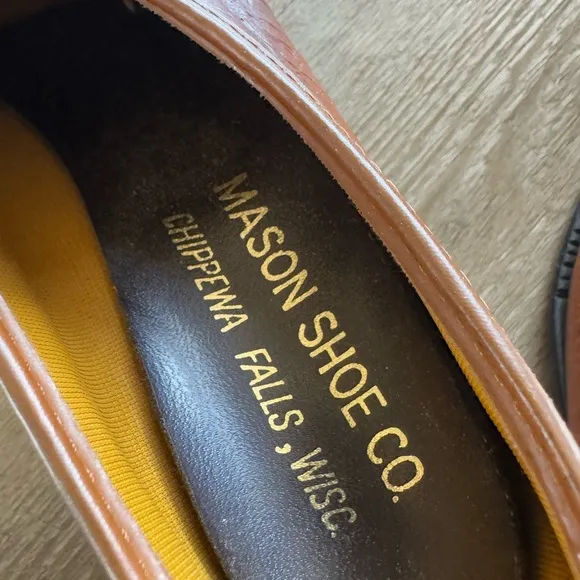 MASON SHOE CO.
CHIPPEWA FALLS, WISC.